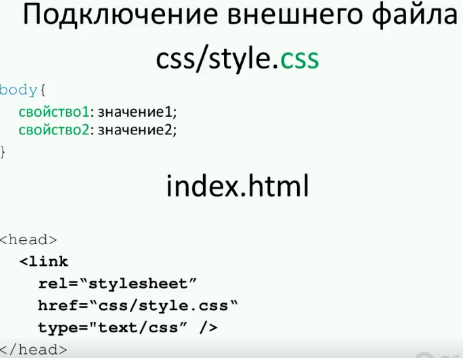 Подключение внешнего файла
css/style.css
body{
свойство1: значение1;
свойство2: значение2;
}
index.html
<head>
<link
rel=“stylesheet”
href=“css/style.css“
type="text/css” />
</head>